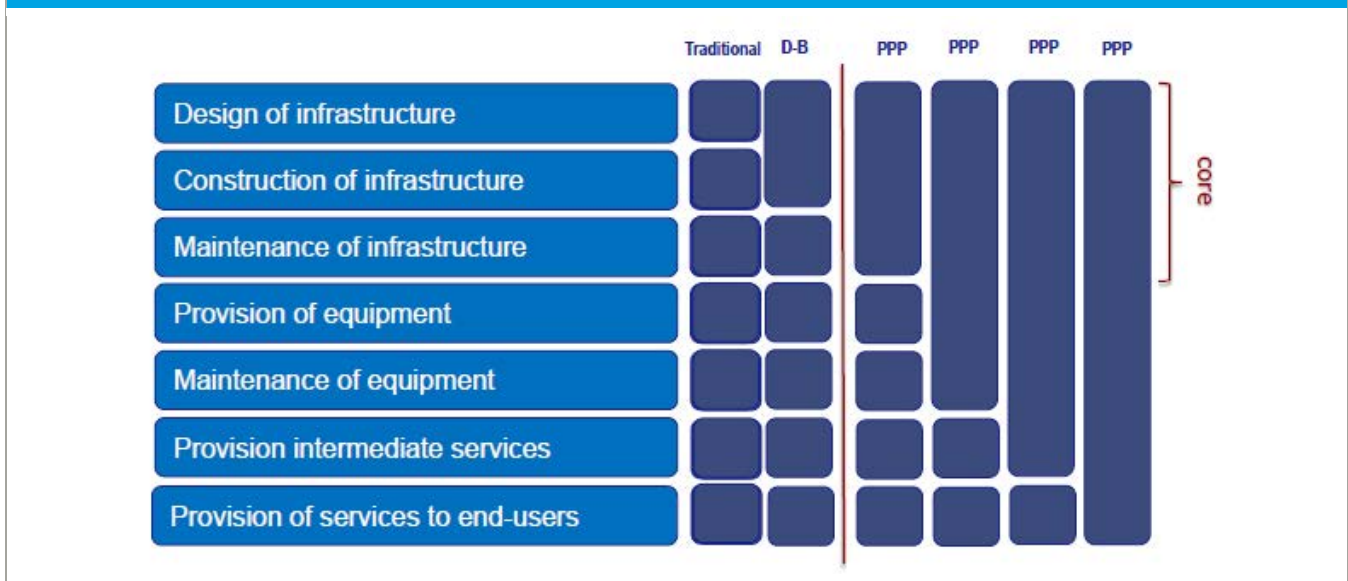 Traditional D-B PPP PPP PPP PPP
Design of infrastructure
Construction of infrastructure
core
Maintenance of infrastructure
Provision of equipment
Maintenance of equipment
Provision intermediate services
Provision of services to end-users